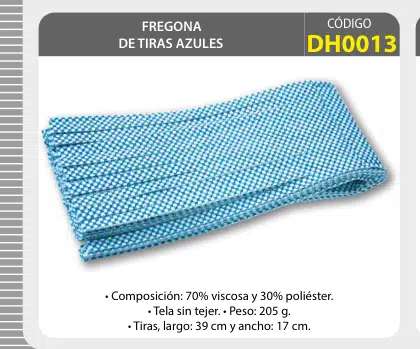 FREGONA
DE TIRAS AZULES
CÓDIGO
DH0013
• Composición: 70% viscosa y 30% poliéster.
• Tela sin tejer. • Peso: 205 g.
• Tiras, largo: 39 cm y ancho: 17 cm.